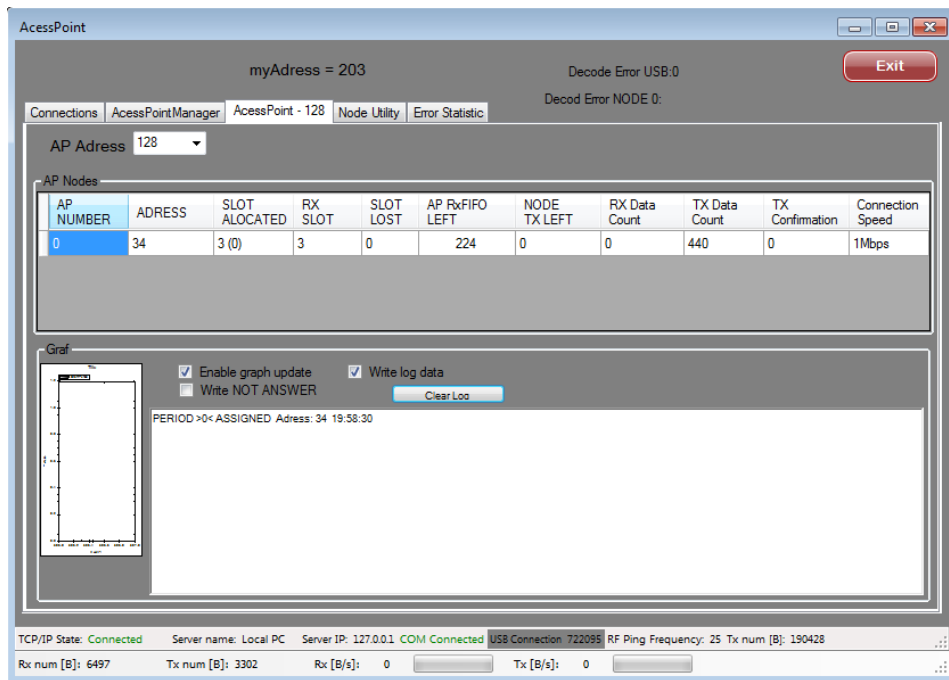 AcessPoint
Exit
myAdress = 203
Decode Error USB:0
Decod Error NODE 0:
Connections AcessPointManager AcessPoint - 128 Node Utility Error Statistic
AP Adress 128
AP Nodes
AP NUMBER ADRESS SLOT ALOCATED RX SLOT SLOT LOST AP RxFIFO LEFT NODE TX LEFT RX Data Count TX Data Count TX Confirmation Connection Speed
0 34 3 (0) 3 0 224 0 0 440 0 1Mbps
Graf
Enable graph update Write log data
Write NOT ANSWER Clear Log
PERIOD >0< ASSIGNED Adress: 34 19:58:30
TCP/IP State: Connected Server name: Local PC Server IP: 127.0.0.1 COM Connected USB Connection 722095 RF Ping Frequency: 25 Tx num [B]: 190428
Rx num [B]: 6497 Tx num [B]: 3302 Rx [B/s]: 0 Tx [B/s]: 0